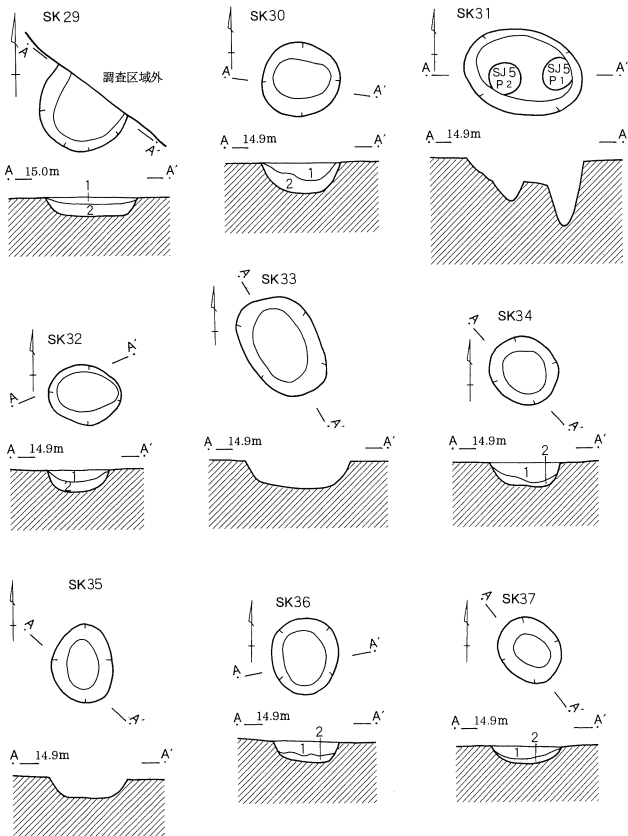 SK29
A A'
調査区域外
A 15.0m A'
1
2
SK30
A A'
A 14.9m A'
1
2
SK31
SJ5
P2
SJ5
P1
A A'
A 14.9m A
SK32
A A'
A 14.9m A'
1
2
SK33
A A'
A 14.9m A'
SK34
A A'
A 14.9m A'
2
1
SK35
A A'
A 14.9m A'
SK36
A A'
A 14.9m A'
2
1
SK37
A A'
A 14.9m A'
2
1